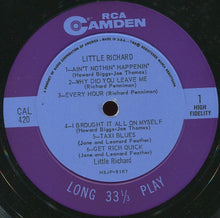 RCA
CAMDEN
LITTLE RICHARD
1-AIN'T NOTHIN' HAPPENIN'
(Howard Biggs-Joe Thomas)
2-WHY DID YOU LEAVE ME
(Richard Penniman)
3-EVERY HOUR (Richard Penniman)
CAL
420
1
HIGH
FIDELITY
4-I BROUGHT IT ALL ON MYSELF
(Howard Biggs-Joe Thomas)
5-TAXI BLUES
(Jane and Leonard Feather)
6-GET RICH QUICK
(Jane and Leonard Feather)
Little Richard
LONG 33⅓ PLAY